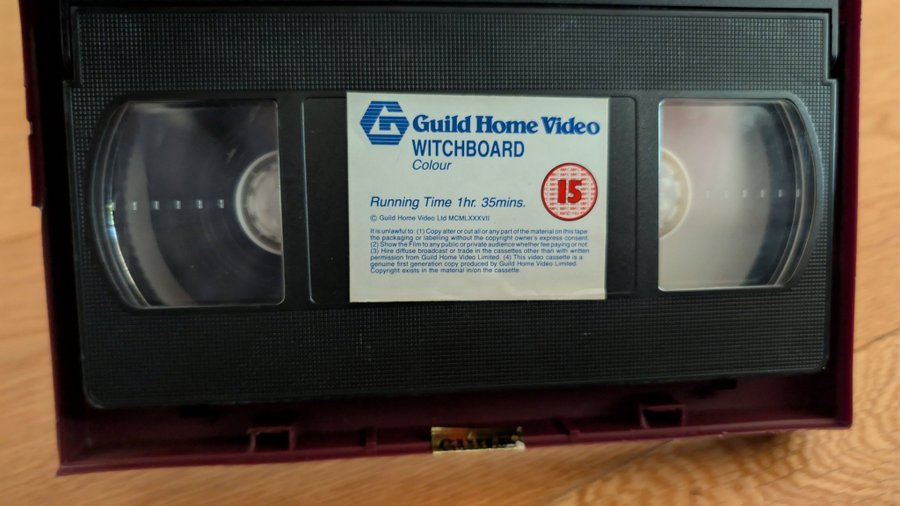 Guild Home Video
WITCHBOARD
Colour
15
Running Time 1hr. 35mins.
© Guild Home Video Ltd MCMLXXXVII
It is unlawful to: (1) Copy alter or cut all or any part of the material on this tape
the packaging or labelling without the copyright owner's express consent.
(2) Show the Film to any public or private audience whether fee paying or not.
(3) Hire diffuse broadcast or trade in the cassettes other than with written
permission from Guild Home Video Limited. (4) This video cassette is a
genuine first generation copy produced by Guild Home Video Limited.
Copyright exists in the material in/on the cassette.